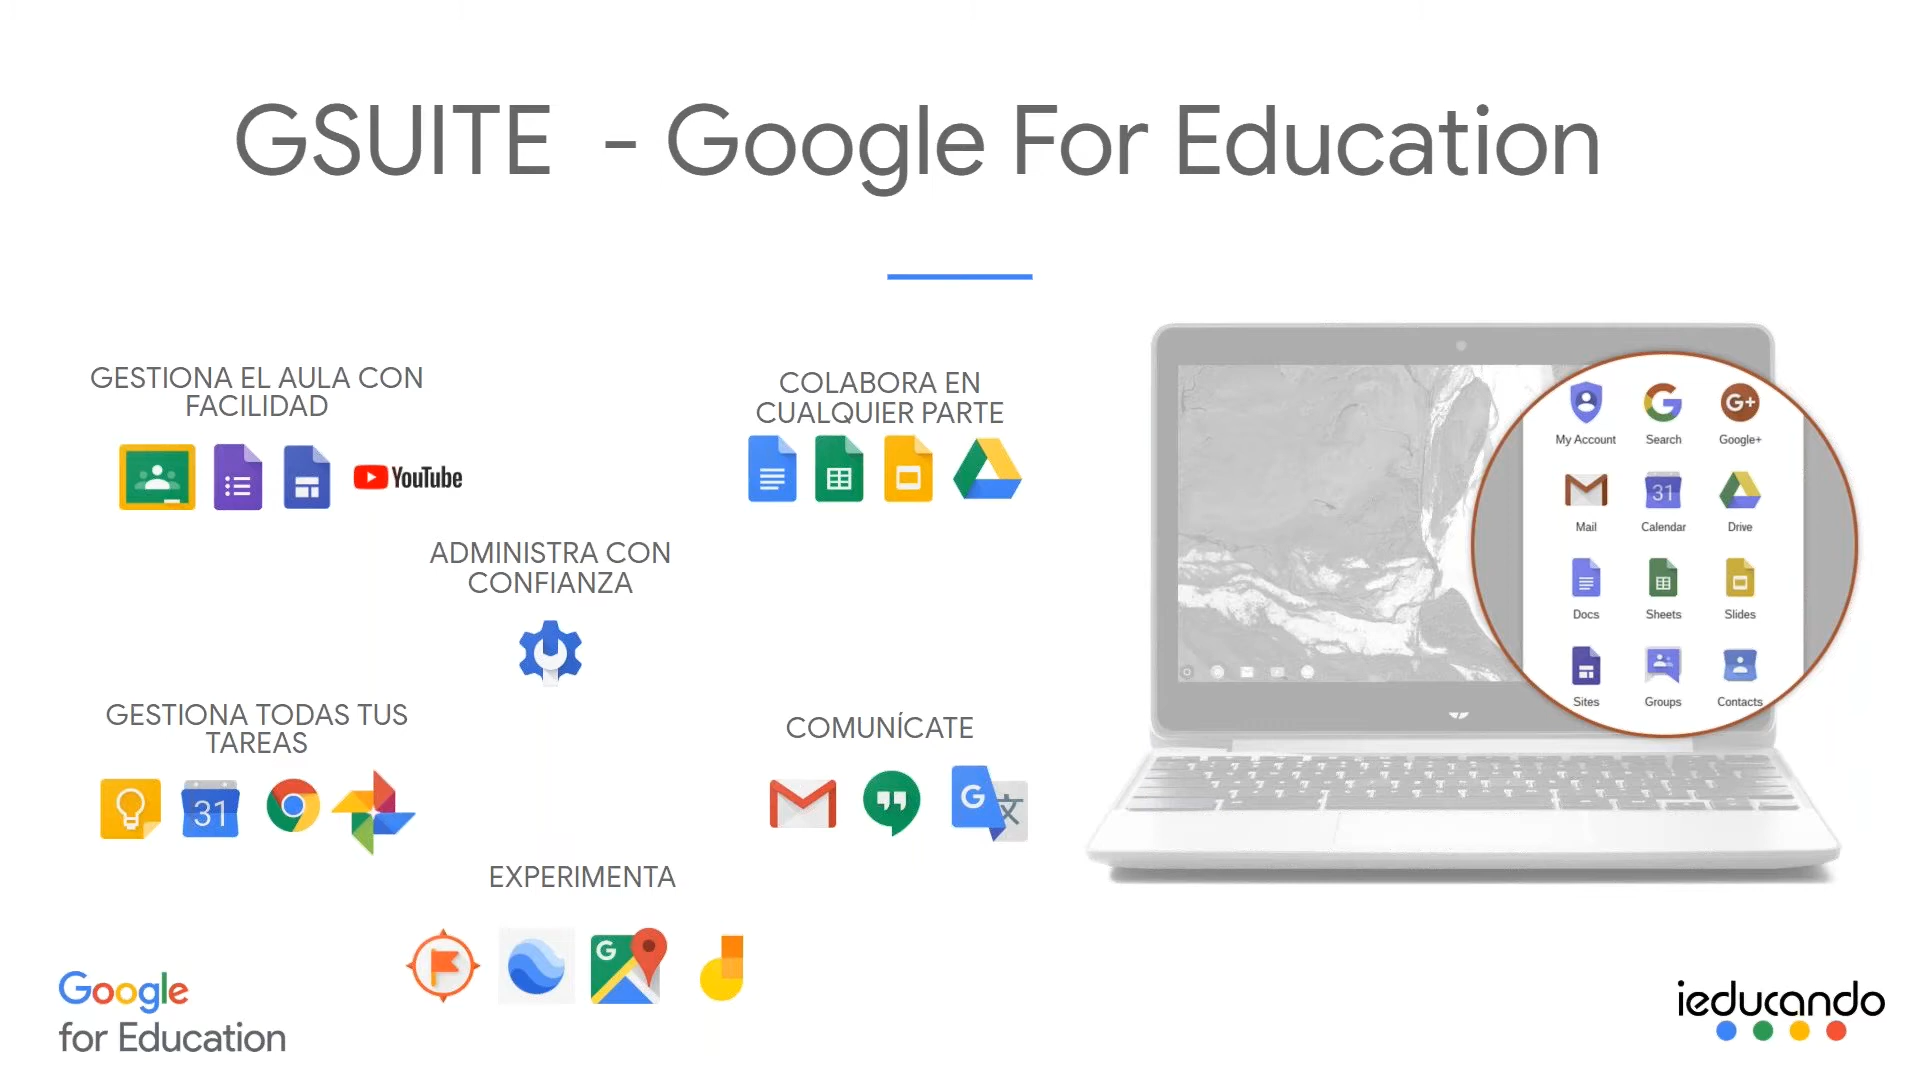 GSUITE - Google For Education
GESTIONA EL AULA CON
FACILIDAD
YouTube
COLABORA EN
CUALQUIER PARTE
ADMINISTRA CON
CONFIANZA
GESTIONA TODAS TUS
TAREAS
31
COMUNÍCATE
G
文
EXPERIMENTA
G
G+
My Account Search Google+
31
Mail Calendar Drive
Docs Sheets Slides
Sites Groups Contacts
Google
for Education
ieducando